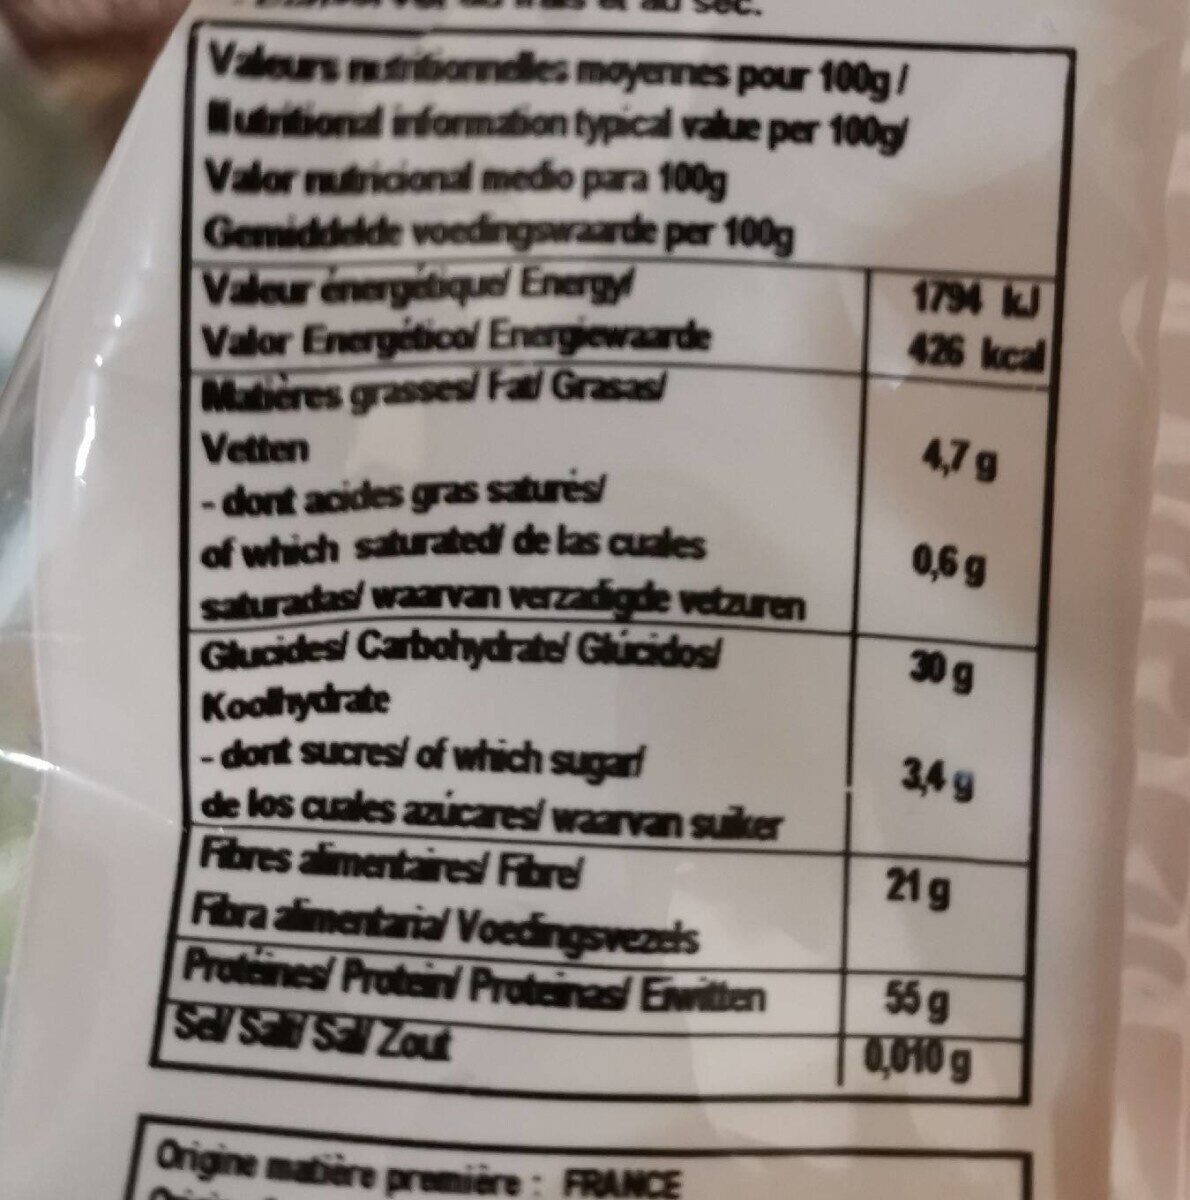 au sec.
Valeurs nutritionnelles moyennes pour 100g /
Nutritional information typical value per 100g/
Valor nutricional medio para 100g
Gemiddelde voedingswaarde per 100g
Valeur énergétique/ Energy/ 1794 kJ
Valor Energético/ Energiewaarde 426 kcal
Matières grasses/ Fat/ Grasas/
Vetten 4,7 g
- dont acides gras saturés/
of which saturated/ de las cuales 0,6 g
saturadas/ waarvan verzadigde vetzuren
Glucides/ Carbohydrate/ Glúcidos/ 30 g
Koolhydrate
- dont sucres/ of which sugar/ 3,4 g
de los cuales azúcares/ waarvan suiker
Fibres alimentaires/ Fibre/ 21 g
Fibra alimentaria/ Voedingsvezels
Protéines/ Protein/ Proteinas/ Eiwitten 55 g
Sel/ Salt/ Sal/ Zout 0,010 g
Origine matière première : FRANCE